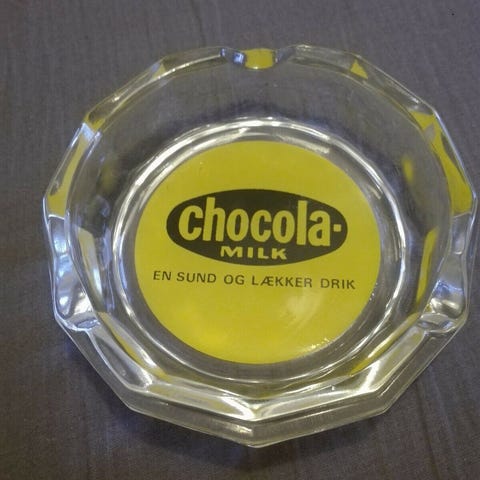 chocola-
MILK
EN SUND OG LÆKKER DRIK